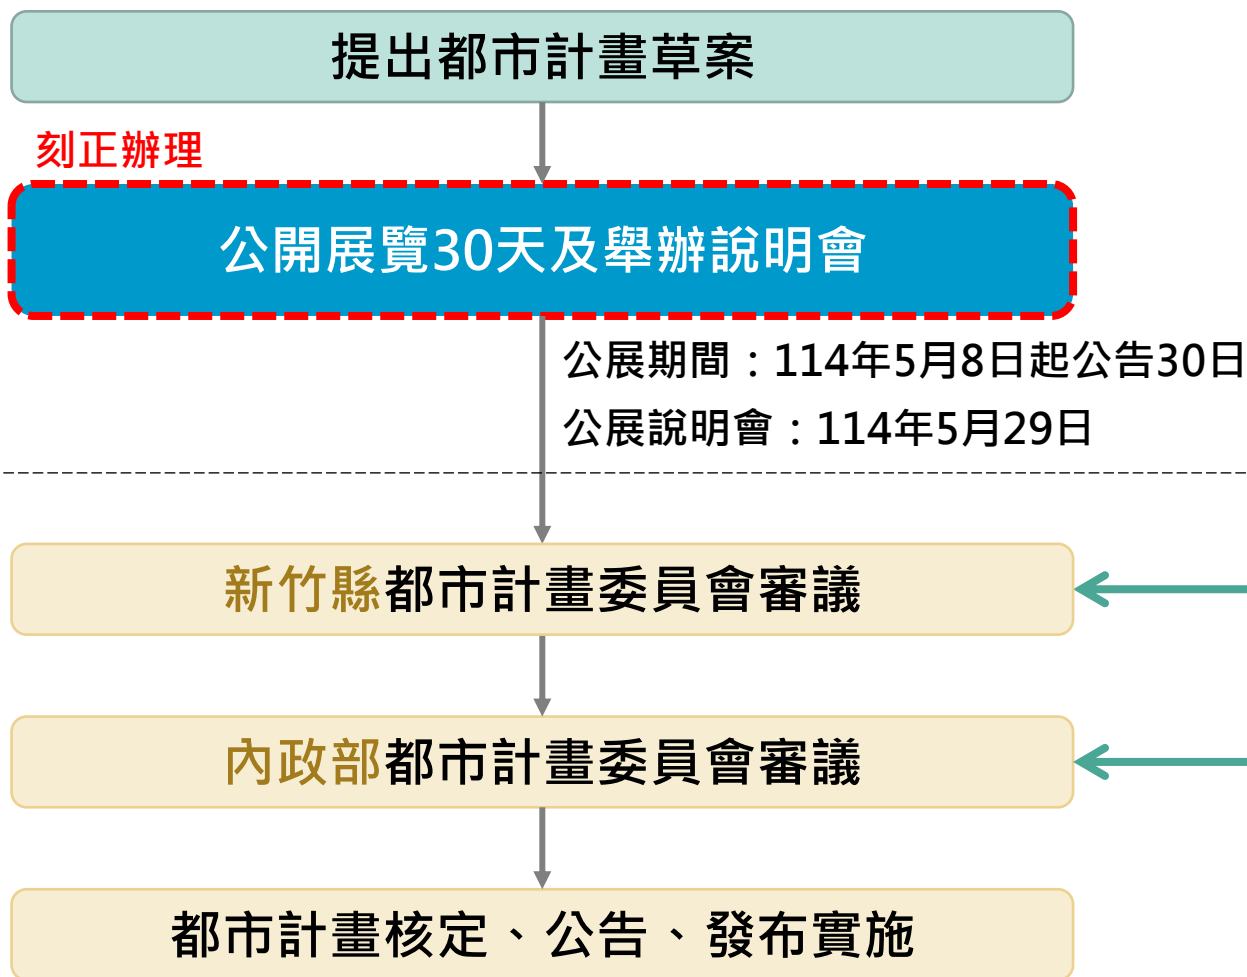 提出都市計畫草案
刻正辦理
公開展覽30天及舉辦說明會
公展期間：114年5月8日起公告30日
公展說明會：114年5月29日
新竹縣都市計畫委員會審議
內政部都市計畫委員會審議
都市計畫核定、公告、發布實施